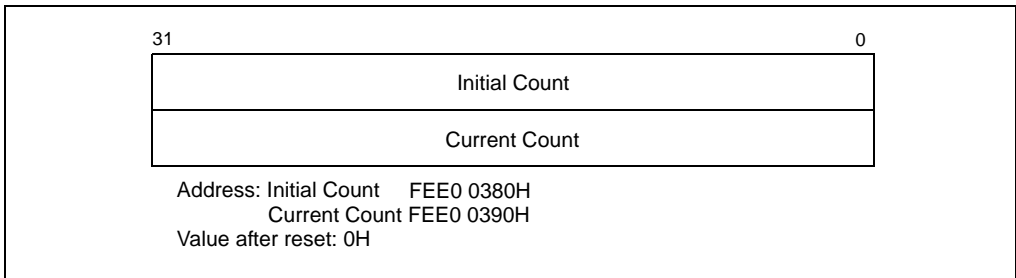 31 0
Initial Count
Current Count
Address: Initial Count FEE0 0380H
Current Count FEE0 0390H
Value after reset: 0H